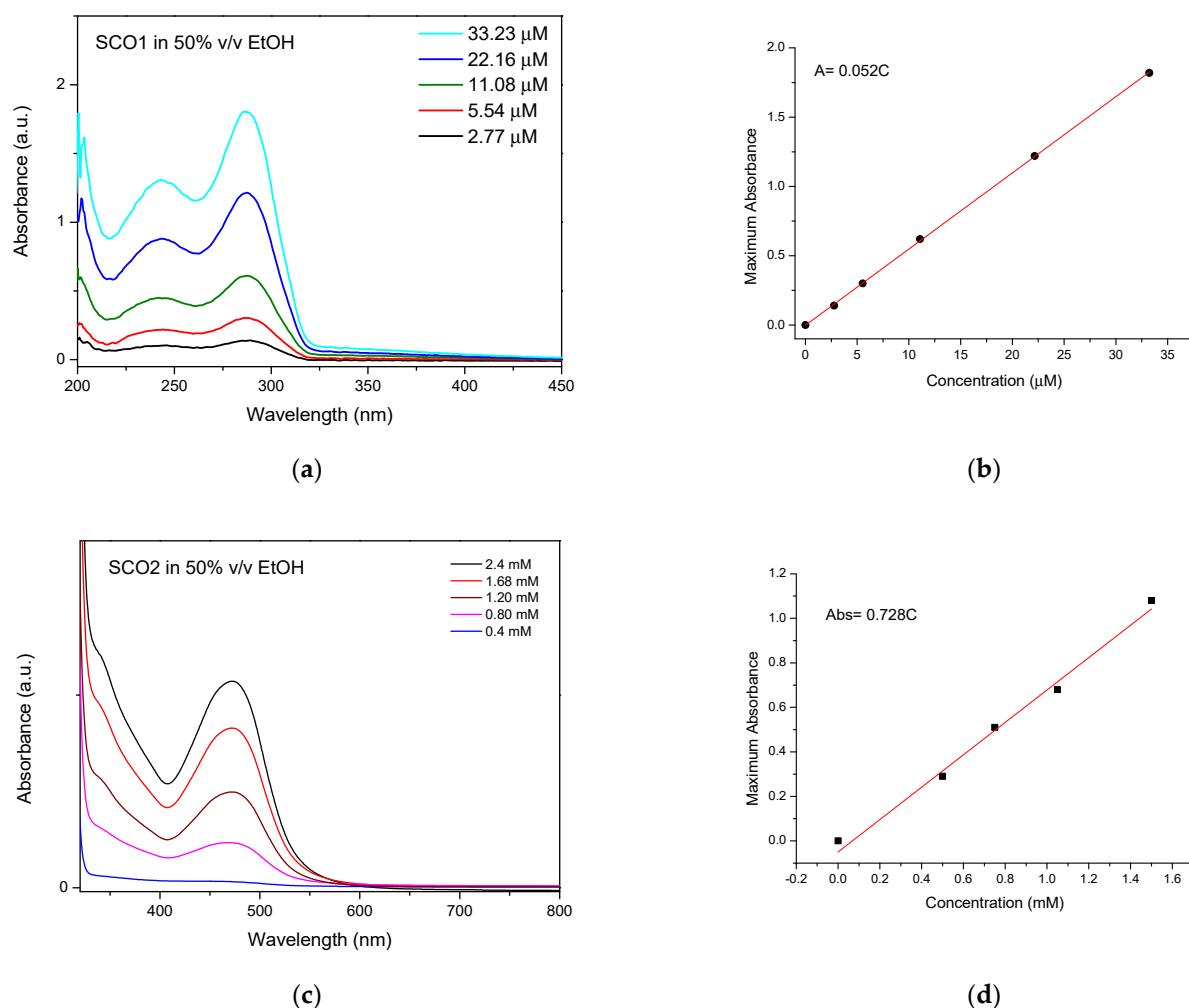 SCO1 in 50% v/v EtOH
33.23 μM
22.16 μM
11.08 μM
5.54 μM
2.77 μM
2
1
0
200 250 300 350 400 450
Absorbance (a.u.)
Wavelength (nm)
(a)
A= 0.052C
2.0
1.5
1.0
0.5
0.0
0 5 10 15 20 25 30 35
Maximum Absorbance
Concentration (μM)
(b)
SCO2 in 50% v/v EtOH
2.4 mM
1.68 mM
1.20 mM
0.80 mM
0.4 mM
0
400 500 600 700 800
Absorbance (a.u.)
Wavelength (nm)
(c)
Abs= 0.728C
1.2
1.0
0.8
0.6
0.4
0.2
0.0
-0.2 0.0 0.2 0.4 0.6 0.8 1.0 1.2 1.4 1.6
Maximum Absorbance
Concentration (mM)
(d)